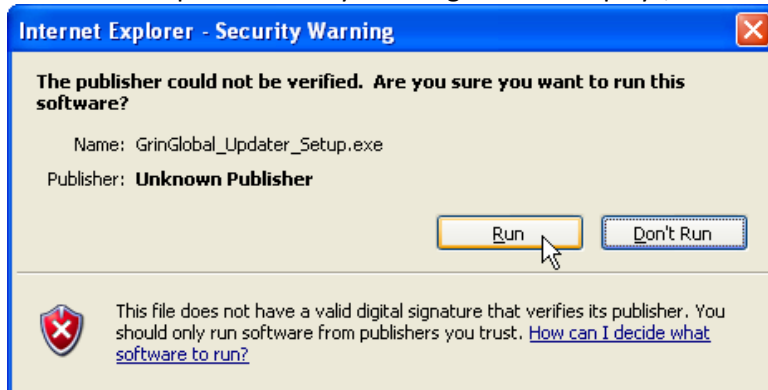 Internet Explorer - Security Warning
The publisher could not be verified. Are you sure you want to run this
software?
Name: GrinGlobal_Updater_Setup.exe
Publisher: Unknown Publisher
Run Don't Run
This file does not have a valid digital signature that verifies its publisher. You
should only run software from publishers you trust. How can I decide what
software to run?